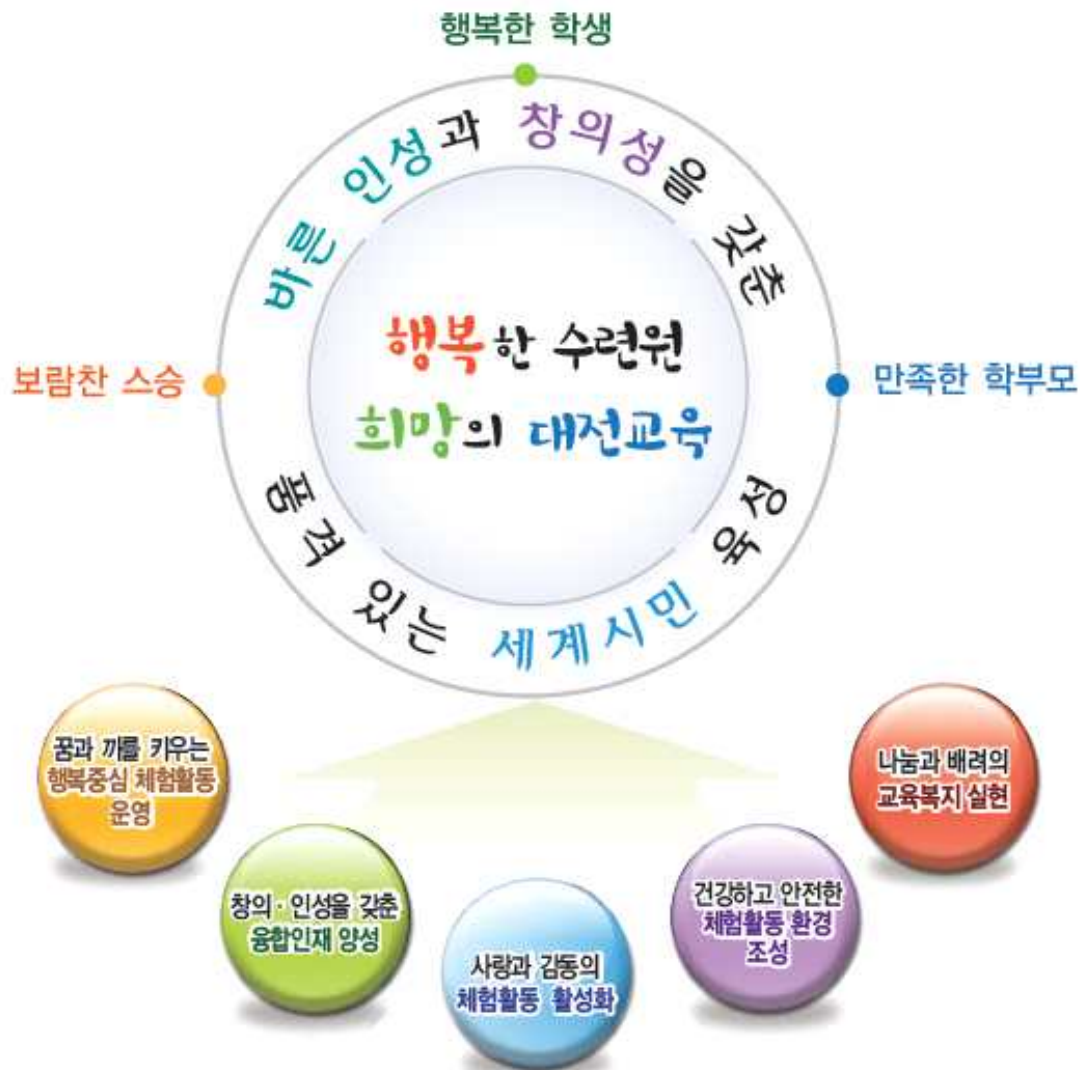 행복한 학생
바른 인성과 창의성을 갖춘
행복한 수련원
희망의 대전교육
보람찬 스승
만족한 학부모
품격 있는 세계시민 육성
꿈과 끼를 키우는
행복중심 체험활동
운영
창의·인성을 갖춘
융합인재 양성
사랑과 감동의
체험활동 활성화
건강하고 안전한
체험활동 환경
조성
나눔과 배려의
교육복지 실현